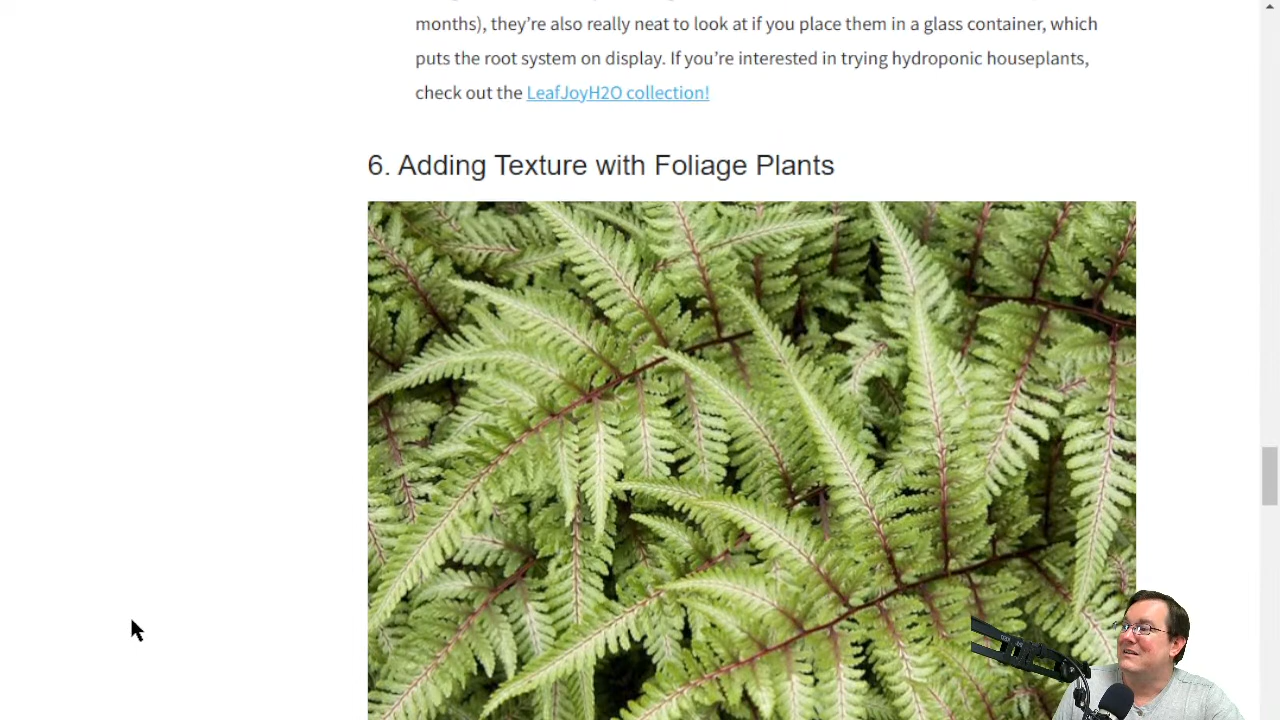 months), they’re also really neat to look at if you place them in a glass container, which
puts the root system on display. If you’re interested in trying hydroponic houseplants,
check out the LeafJoyH2O collection!
6. Adding Texture with Foliage Plants